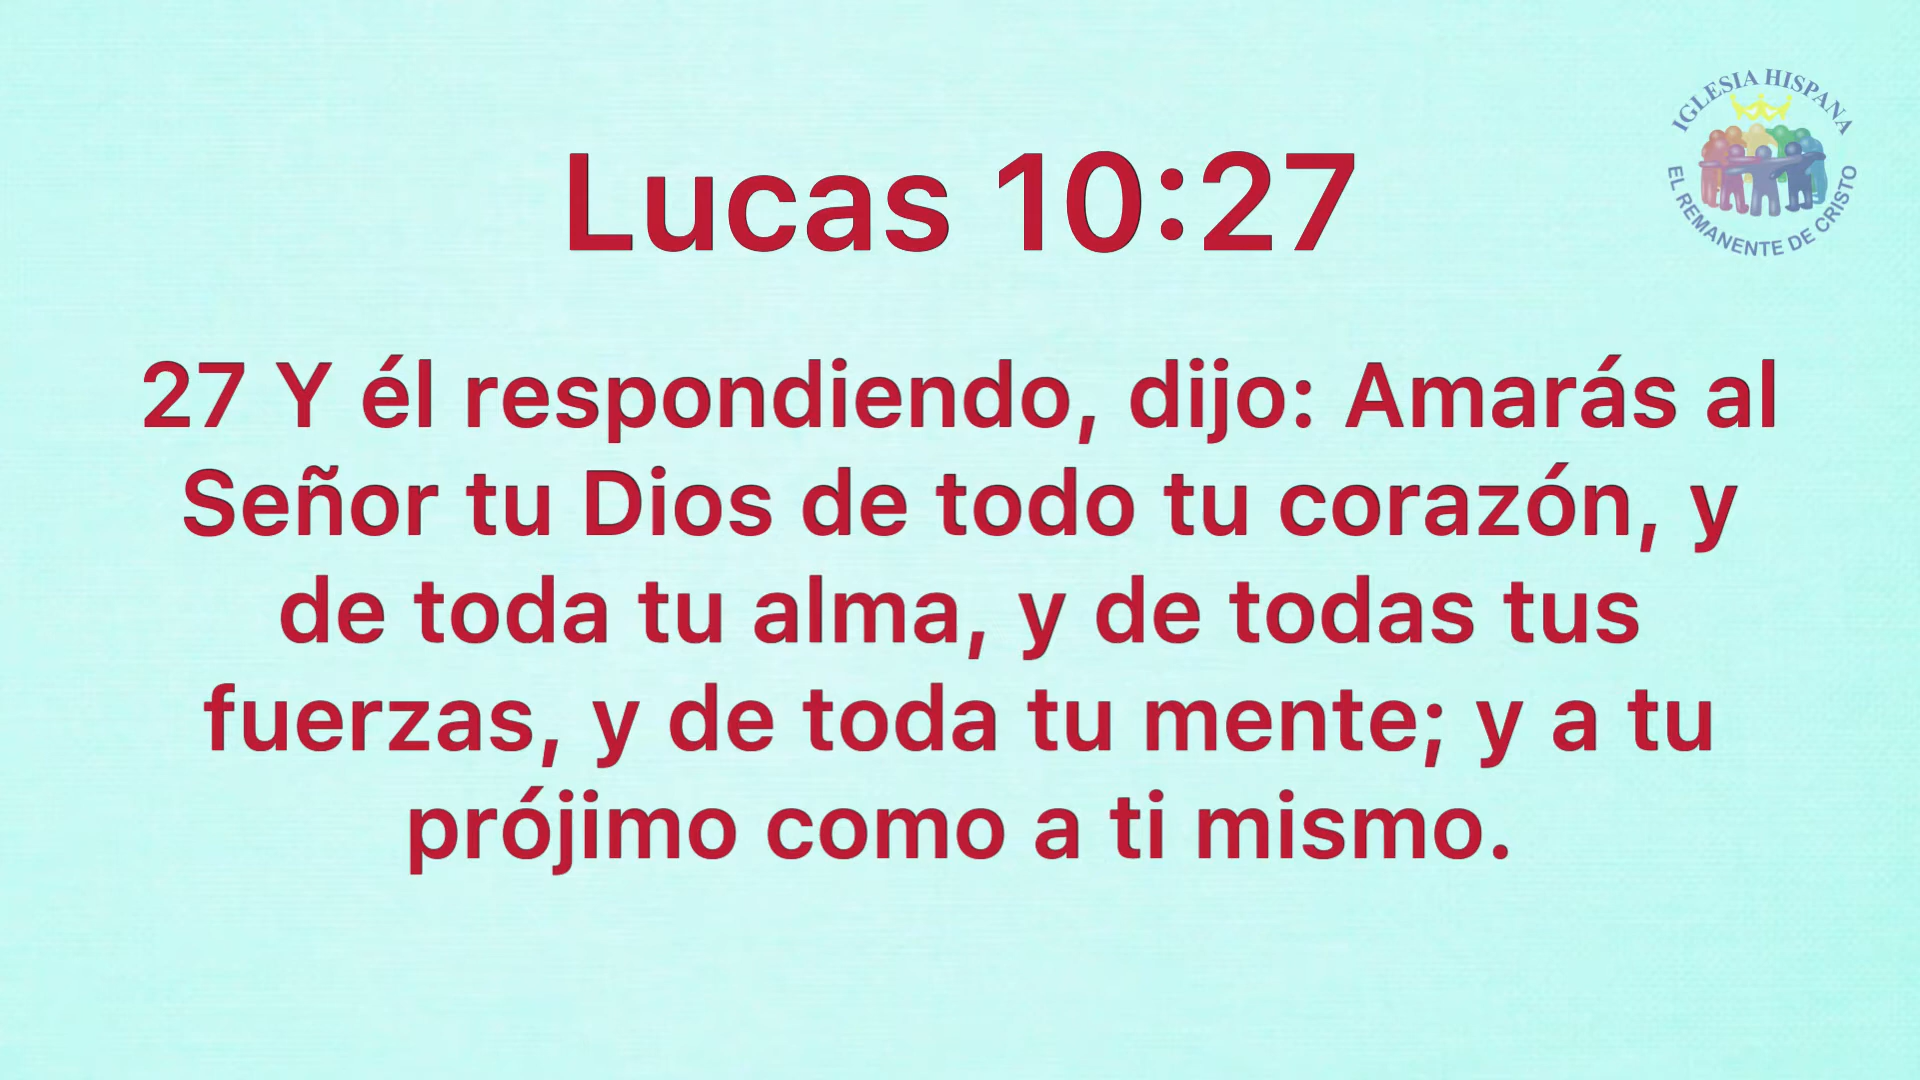 IGLESIA HISPANA
EL REMANENTE DE CRISTO
Lucas 10:27
27 Y él respondiendo, dijo: Amarás al
Señor tu Dios de todo tu corazón, y
de toda tu alma, y de todas tus
fuerzas, y de toda tu mente; y a tu
prójimo como a ti mismo.